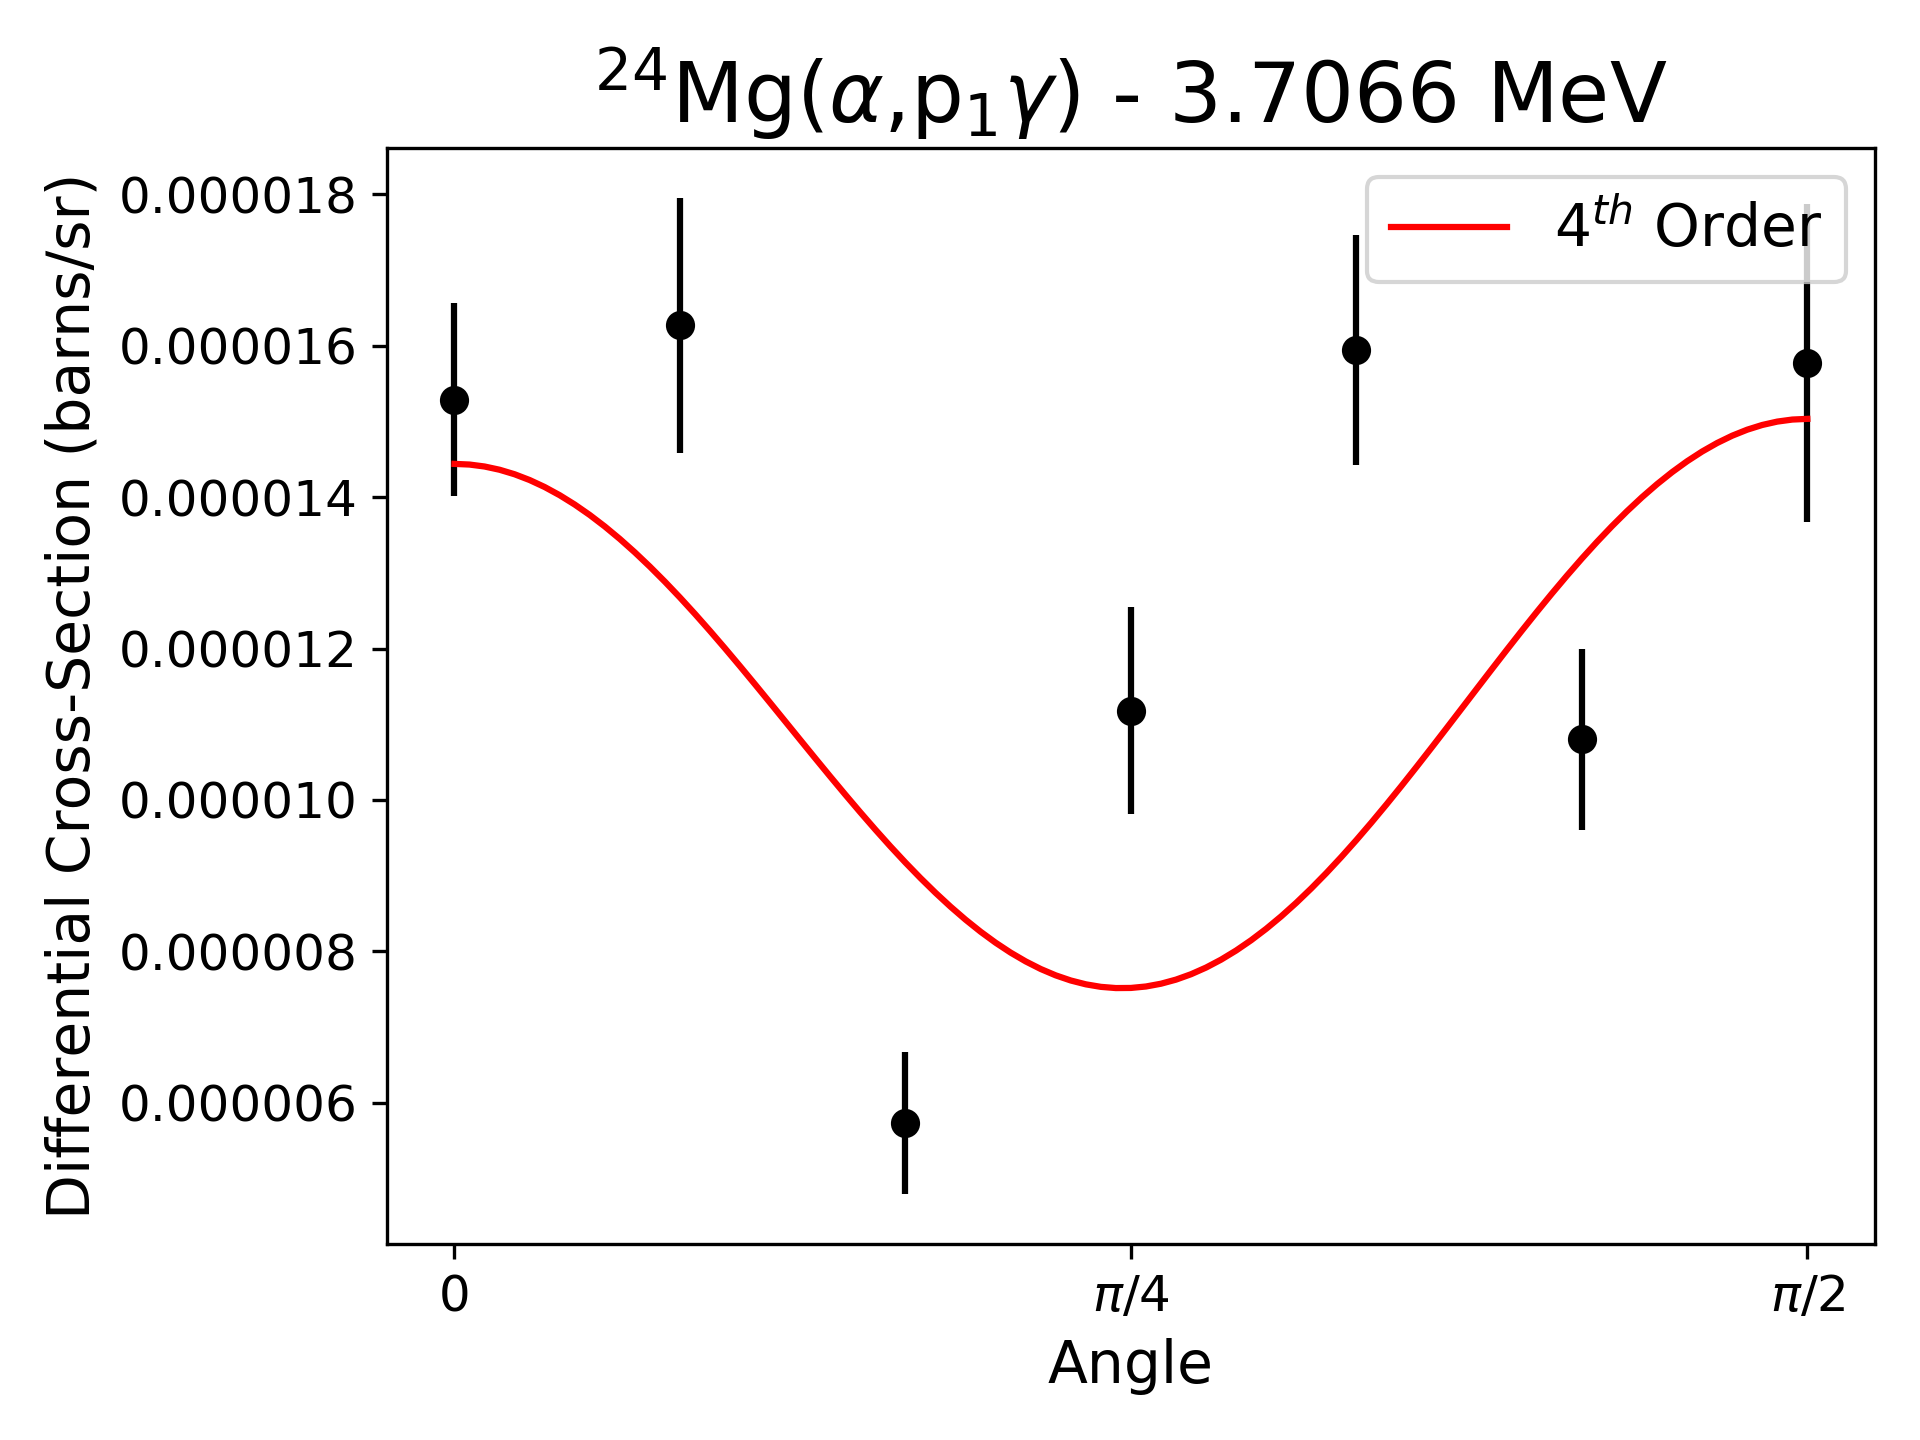 ²⁴Mg(α,p₁γ) - 3.7066 MeV
4ᵗʰ Order
Differential Cross-Section (barns/sr)
0.000018
0.000016
0.000014
0.000012
0.000010
0.000008
0.000006
0
π/4
π/2
Angle